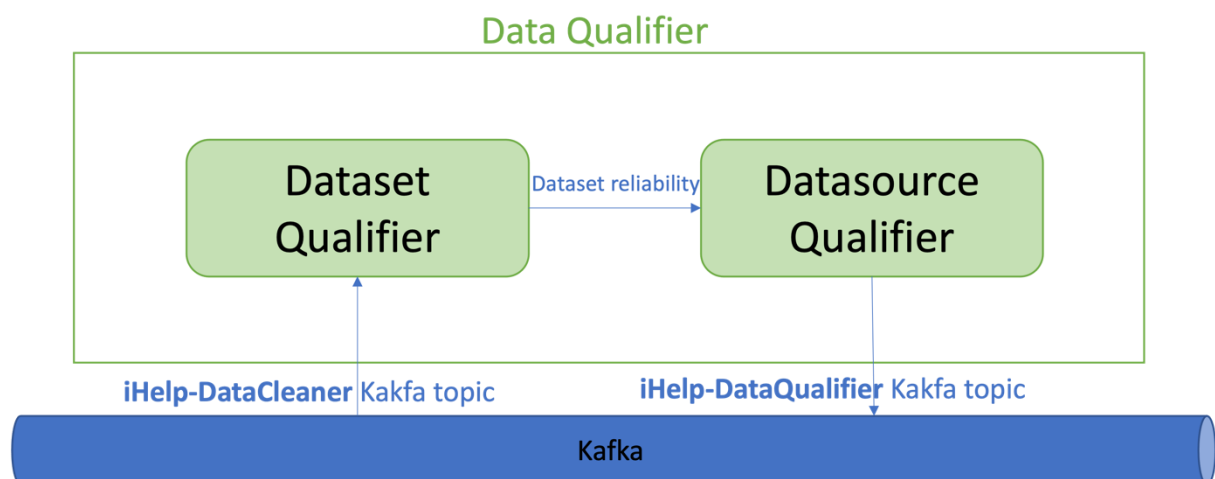 Data Qualifier
Dataset
Qualifier
Dataset reliability
Datasource
Qualifier
iHelp-DataCleaner Kakfa topic
iHelp-DataQualifier Kakfa topic
Kafka